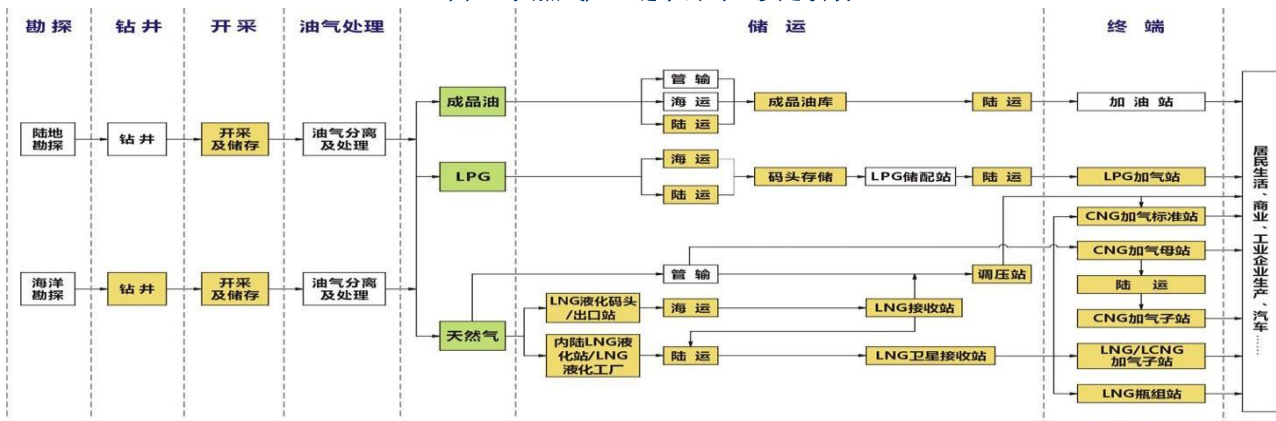 勘探
钻井
开采
油气处理
储运
终端
陆地
勘探
钻井
开采
及储存
油气分离
及处理
海洋
勘探
钻井
开采
及储存
油气分离
及处理
成品油
管输
海运
陆运
成品油库
陆运
加油站
LPG
海运
陆运
码头存储
LPG储配站
陆运
LPG加气站
天然气
管输
调压站
LNG液化码头
/出口站
海运
LNG接收站
内陆LNG液
化站/LNG
液化工厂
陆运
LNG卫星接收站
CNG加气标准站
CNG加气母站
陆运
CNG加气子站
LNG/LCNG
加气子站
LNG瓶组站
居民生活、商业、工业企业生产、汽车……